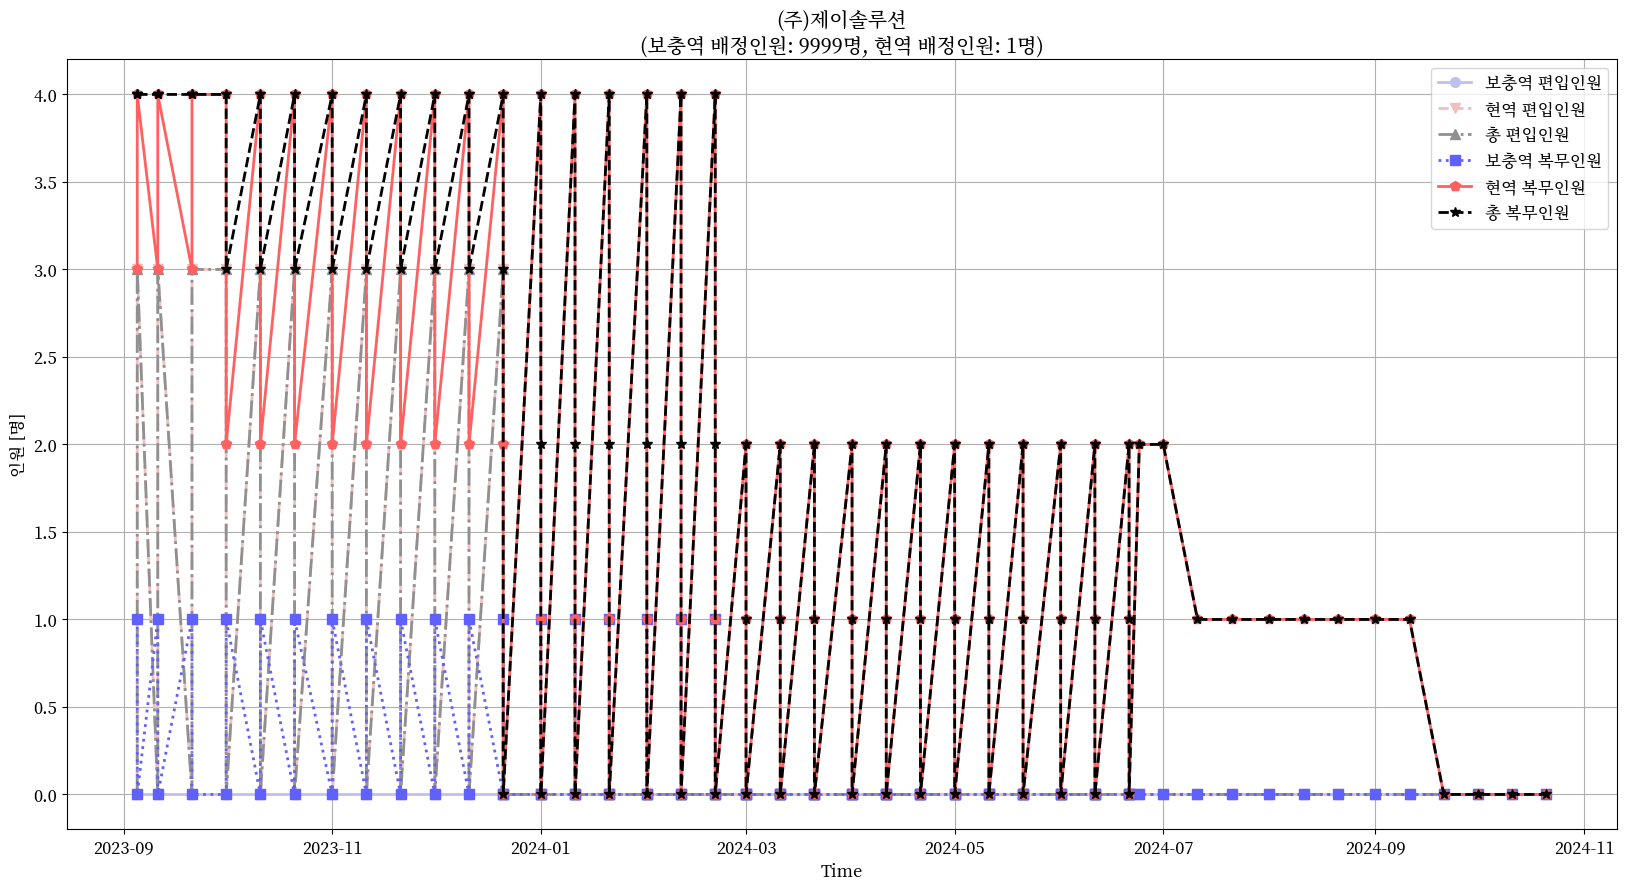 (주)제이솔루션
(보충역 배정인원: 9999명, 현역 배정인원: 1명)
보충역 편입인원
현역 편입인원
총 편입인원
보충역 복무인원
현역 복무인원
총 복무인원
인원 [명]
4.0
3.5
3.0
2.5
2.0
1.5
1.0
0.5
0.0
2023-09
2023-11
2024-01
2024-03
2024-05
2024-07
2024-09
2024-11
Time